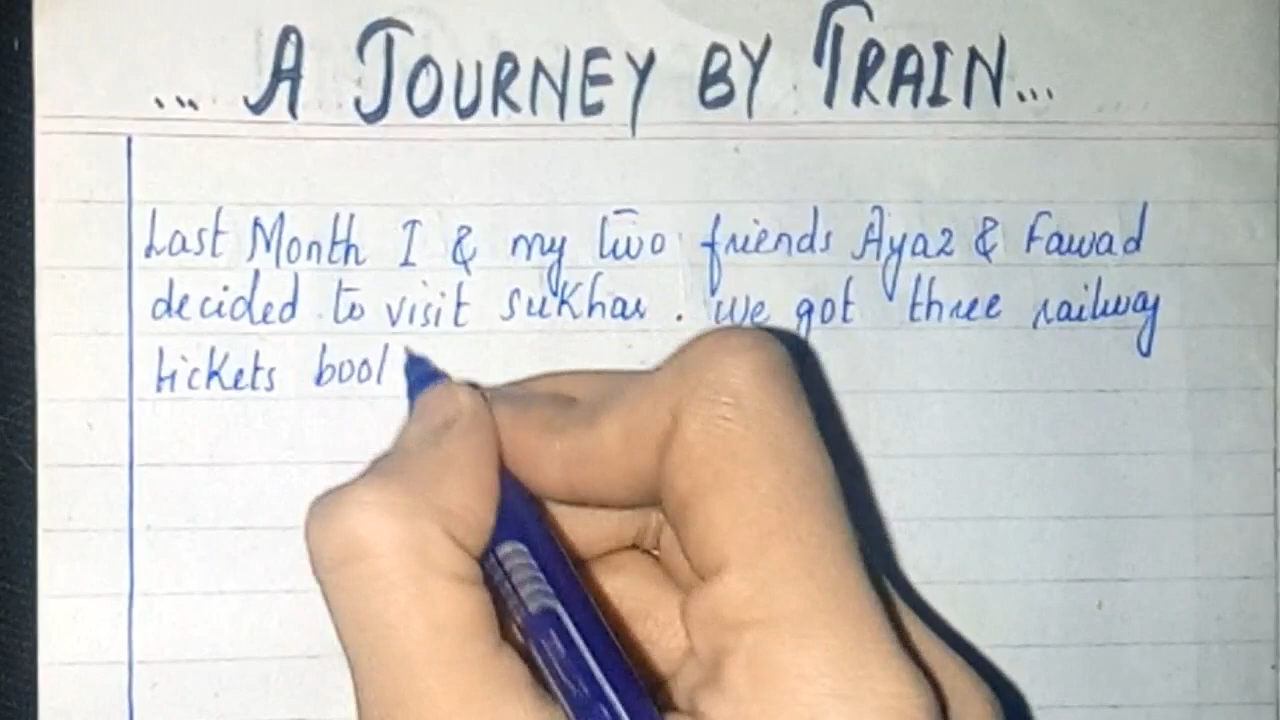 ... A JOURNEY BY TRAIN...
Last Month I & my two friends Ayaz & Fawad
decided to visit sukhar. we got three railway
tickets bool